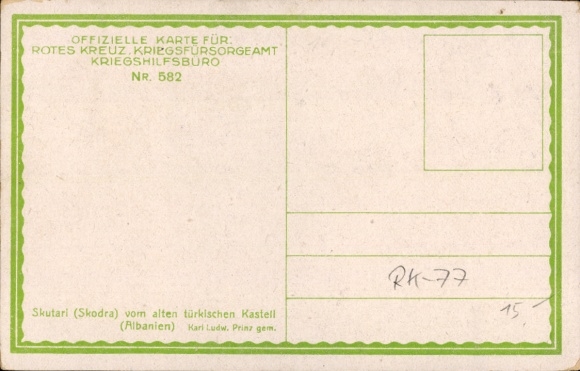 OFFIZIELLE KARTE FÜR:
ROTES KREUZ, KRIEGSFÜRSORGEAMT
KRIEGSHILFSBÜRO
NR. 582
RK-77
15.-
Skutari (Skodra) vom alten türkischen Kastell
(Albanien) Karl Ludw. Prinz gem.